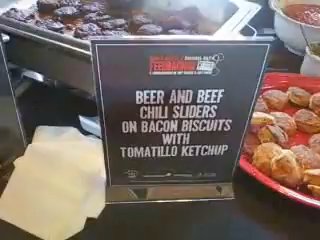 BEER AND BEEF
CHILI SLIDERS
ON BACON BISCUITS
WITH
TOMATILLO KETCHUP